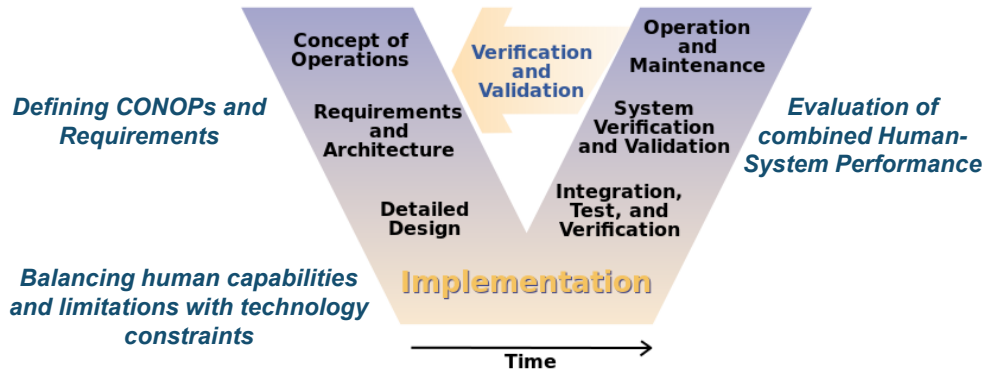 Concept of
Operations
Verification
and
Validation
Operation
and
Maintenance
Defining CONOPs and
Requirements
Requirements
and
Architecture
System
Verification
and Validation
Evaluation of
combined Human-
System Performance
Detailed
Design
Integration,
Test, and
Verification
Balancing human capabilities
and limitations with technology
constraints
Implementation
Time